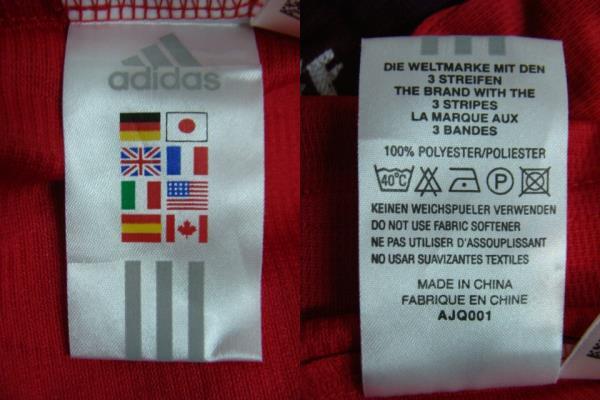 adidas
DIE WELTMARKE MIT DEN
3 STREIFEN
THE BRAND WITH THE
3 STRIPES
LA MARQUE AUX
3 BANDES
100% POLYESTER/POLIESTER
40°C P
KEINEN WEICHSPUELER VERWENDEN
DO NOT USE FABRIC SOFTENER
NE PAS UTILISER D'ASSOUPLISSANT
NO USAR SUAVIZANTES TEXTILES
MADE IN CHINA
FABRIQUE EN CHINE
AJQ001